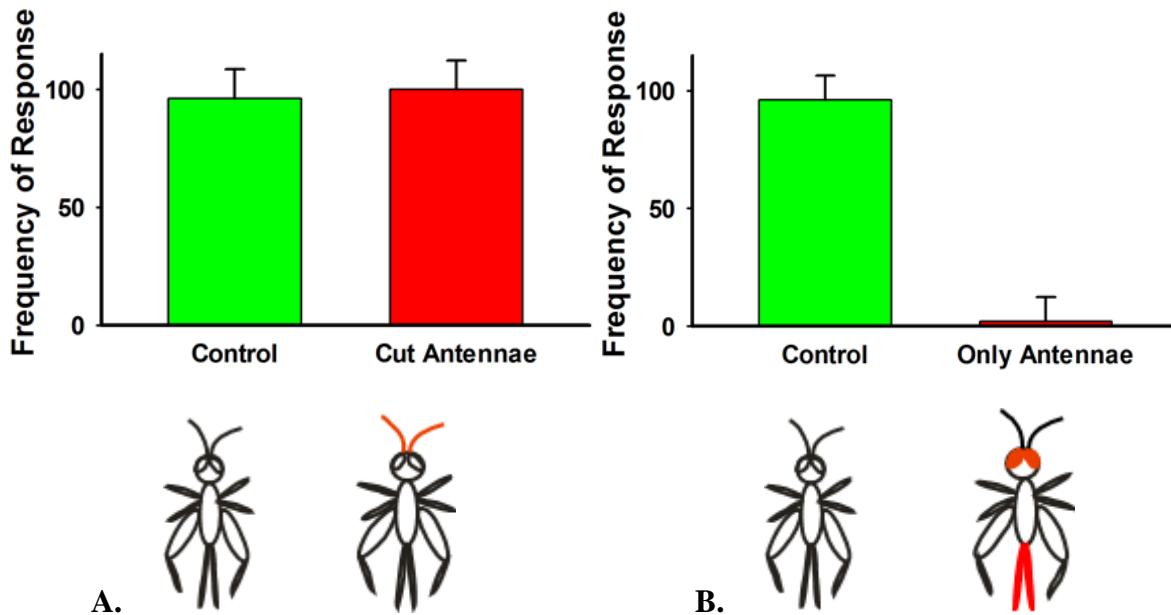 Frequency of Response
100
50
0
Control
Cut Antennae
A.
Frequency of Response
100
50
0
Control
Only Antennae
B.